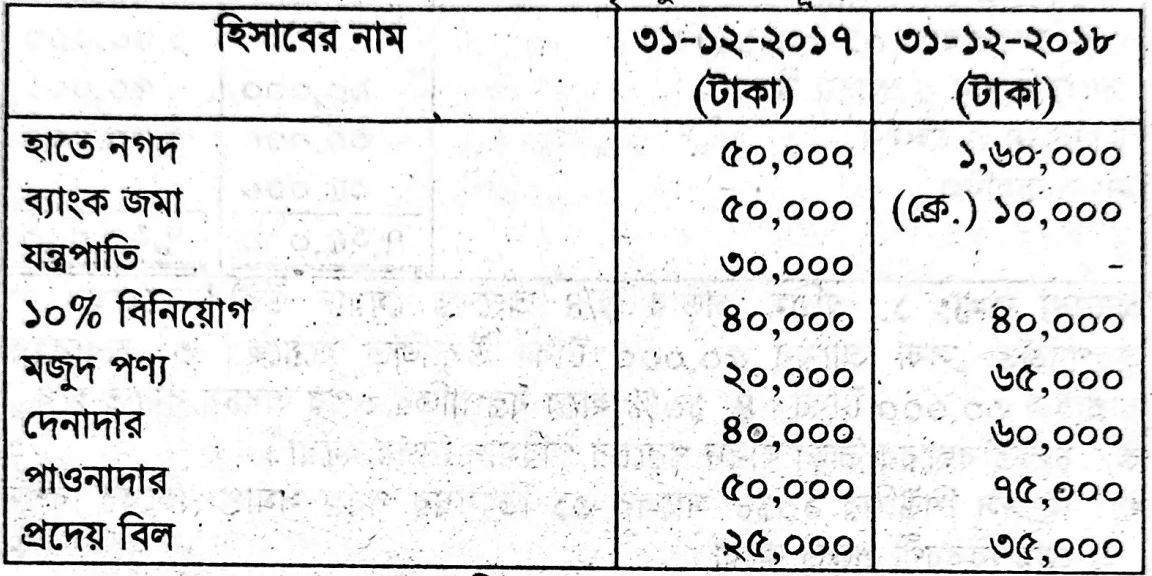 হিসাবের নাম ৩১-১২-২০১৭ ৩১-১২-২০১৮
(টাকা) (টাকা)
হাতে নগদ ৫০,০০০ ১,৬০,০০০
ব্যাংক জমা ৫০,০০০ (ক্রে.) ১০,০০০
যন্ত্রপাতি ৩০,০০০ -
১০% বিনিয়োগ ৪০,০০০ ৪০,০০০
মজুদ পণ্য ২০,০০০ ৬৫,০০০
দেনাদার ৪০,০০০ ৬০,০০০
পাওনাদার ৫০,০০০ ৭৫,০০০
প্রদেয় বিল ২৫,০০০ ৩৫,০০০